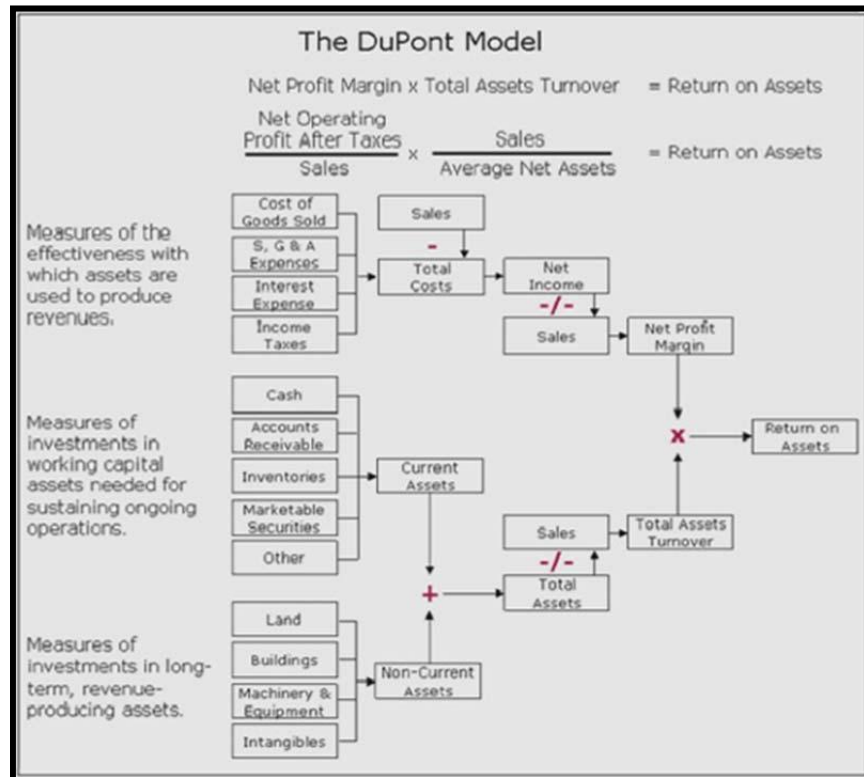 The DuPont Model
Net Profit Margin x Total Assets Turnover = Return on Assets
Net Operating
Profit After Taxes
Sales
x
Sales
Average Net Assets
= Return on Assets
Measures of the
effectiveness with
which assets are
used to produce
revenues.
Cost of
Goods Sold
S, G & A
Expenses
Interest
Expense
Income
Taxes
Sales
-
Total
Costs
Net
Income
-/-
Sales
Net Profit
Margin
Measures of
investments in
working capital
assets needed for
sustaining ongoing
operations.
Cash
Accounts
Receivable
Inventories
Marketable
Securities
Other
Current
Assets
x
Return on
Assets
Sales
-/-
Total
Assets
Total Assets
Turnover
+
Measures of
investments in long-
term, revenue-
producing assets.
Land
Buildings
Machinery &
Equipment
Intangibles
Non-Current
Assets